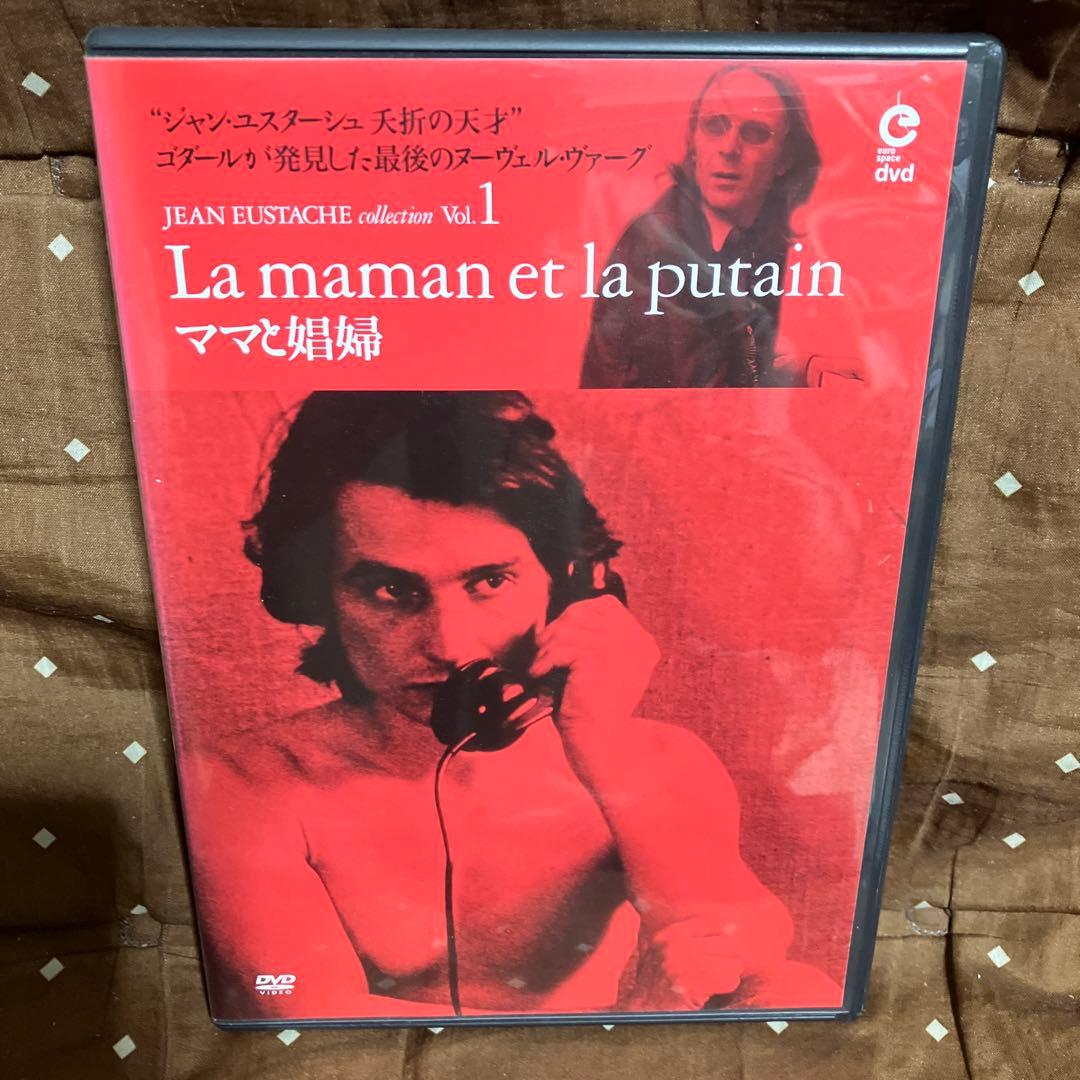 “ジャン・ユスターシュ 夭折の天才”
ゴダールが発見した最後のヌーヴェル・ヴァーグ
JEAN EUSTACHE collection Vol.1
La maman et la putain
ママと娼婦
e
euro
space
dvd
DVD
VIDEO